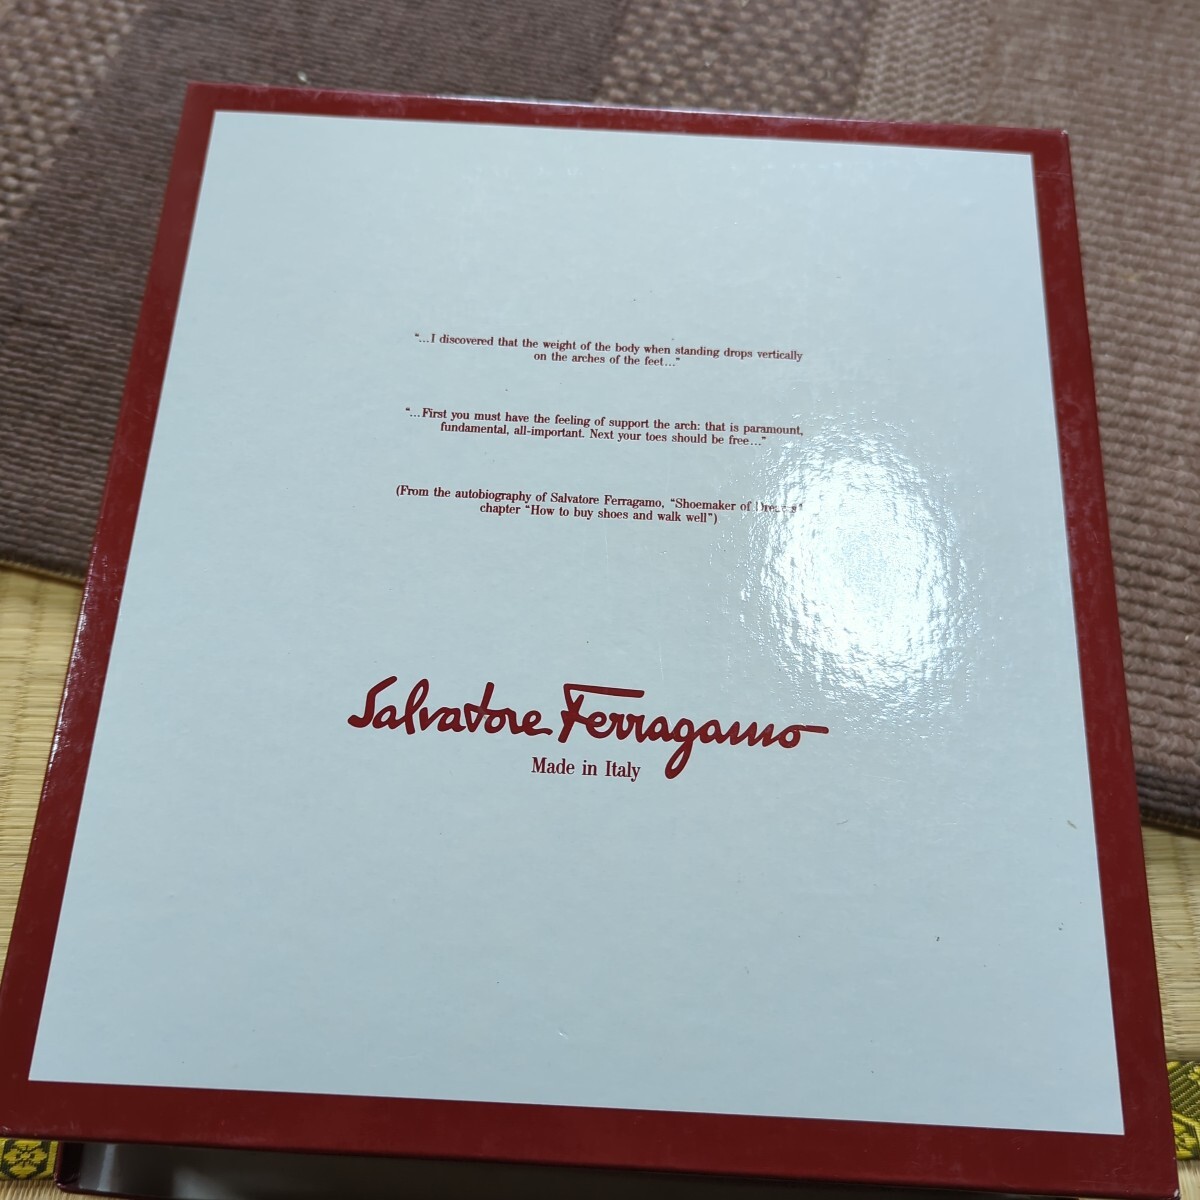 “...I discovered that the weight of the body when standing drops vertically
on the arches of the feet...”
“...First you must have the feeling of support the arch: that is paramount,
fundamental, all-important. Next your toes should be free...”
(From the autobiography of Salvatore Ferragamo, “Shoemaker of Dreams”
chapter “How to buy shoes and walk well”)
Salvatore Ferragamo
Made in Italy